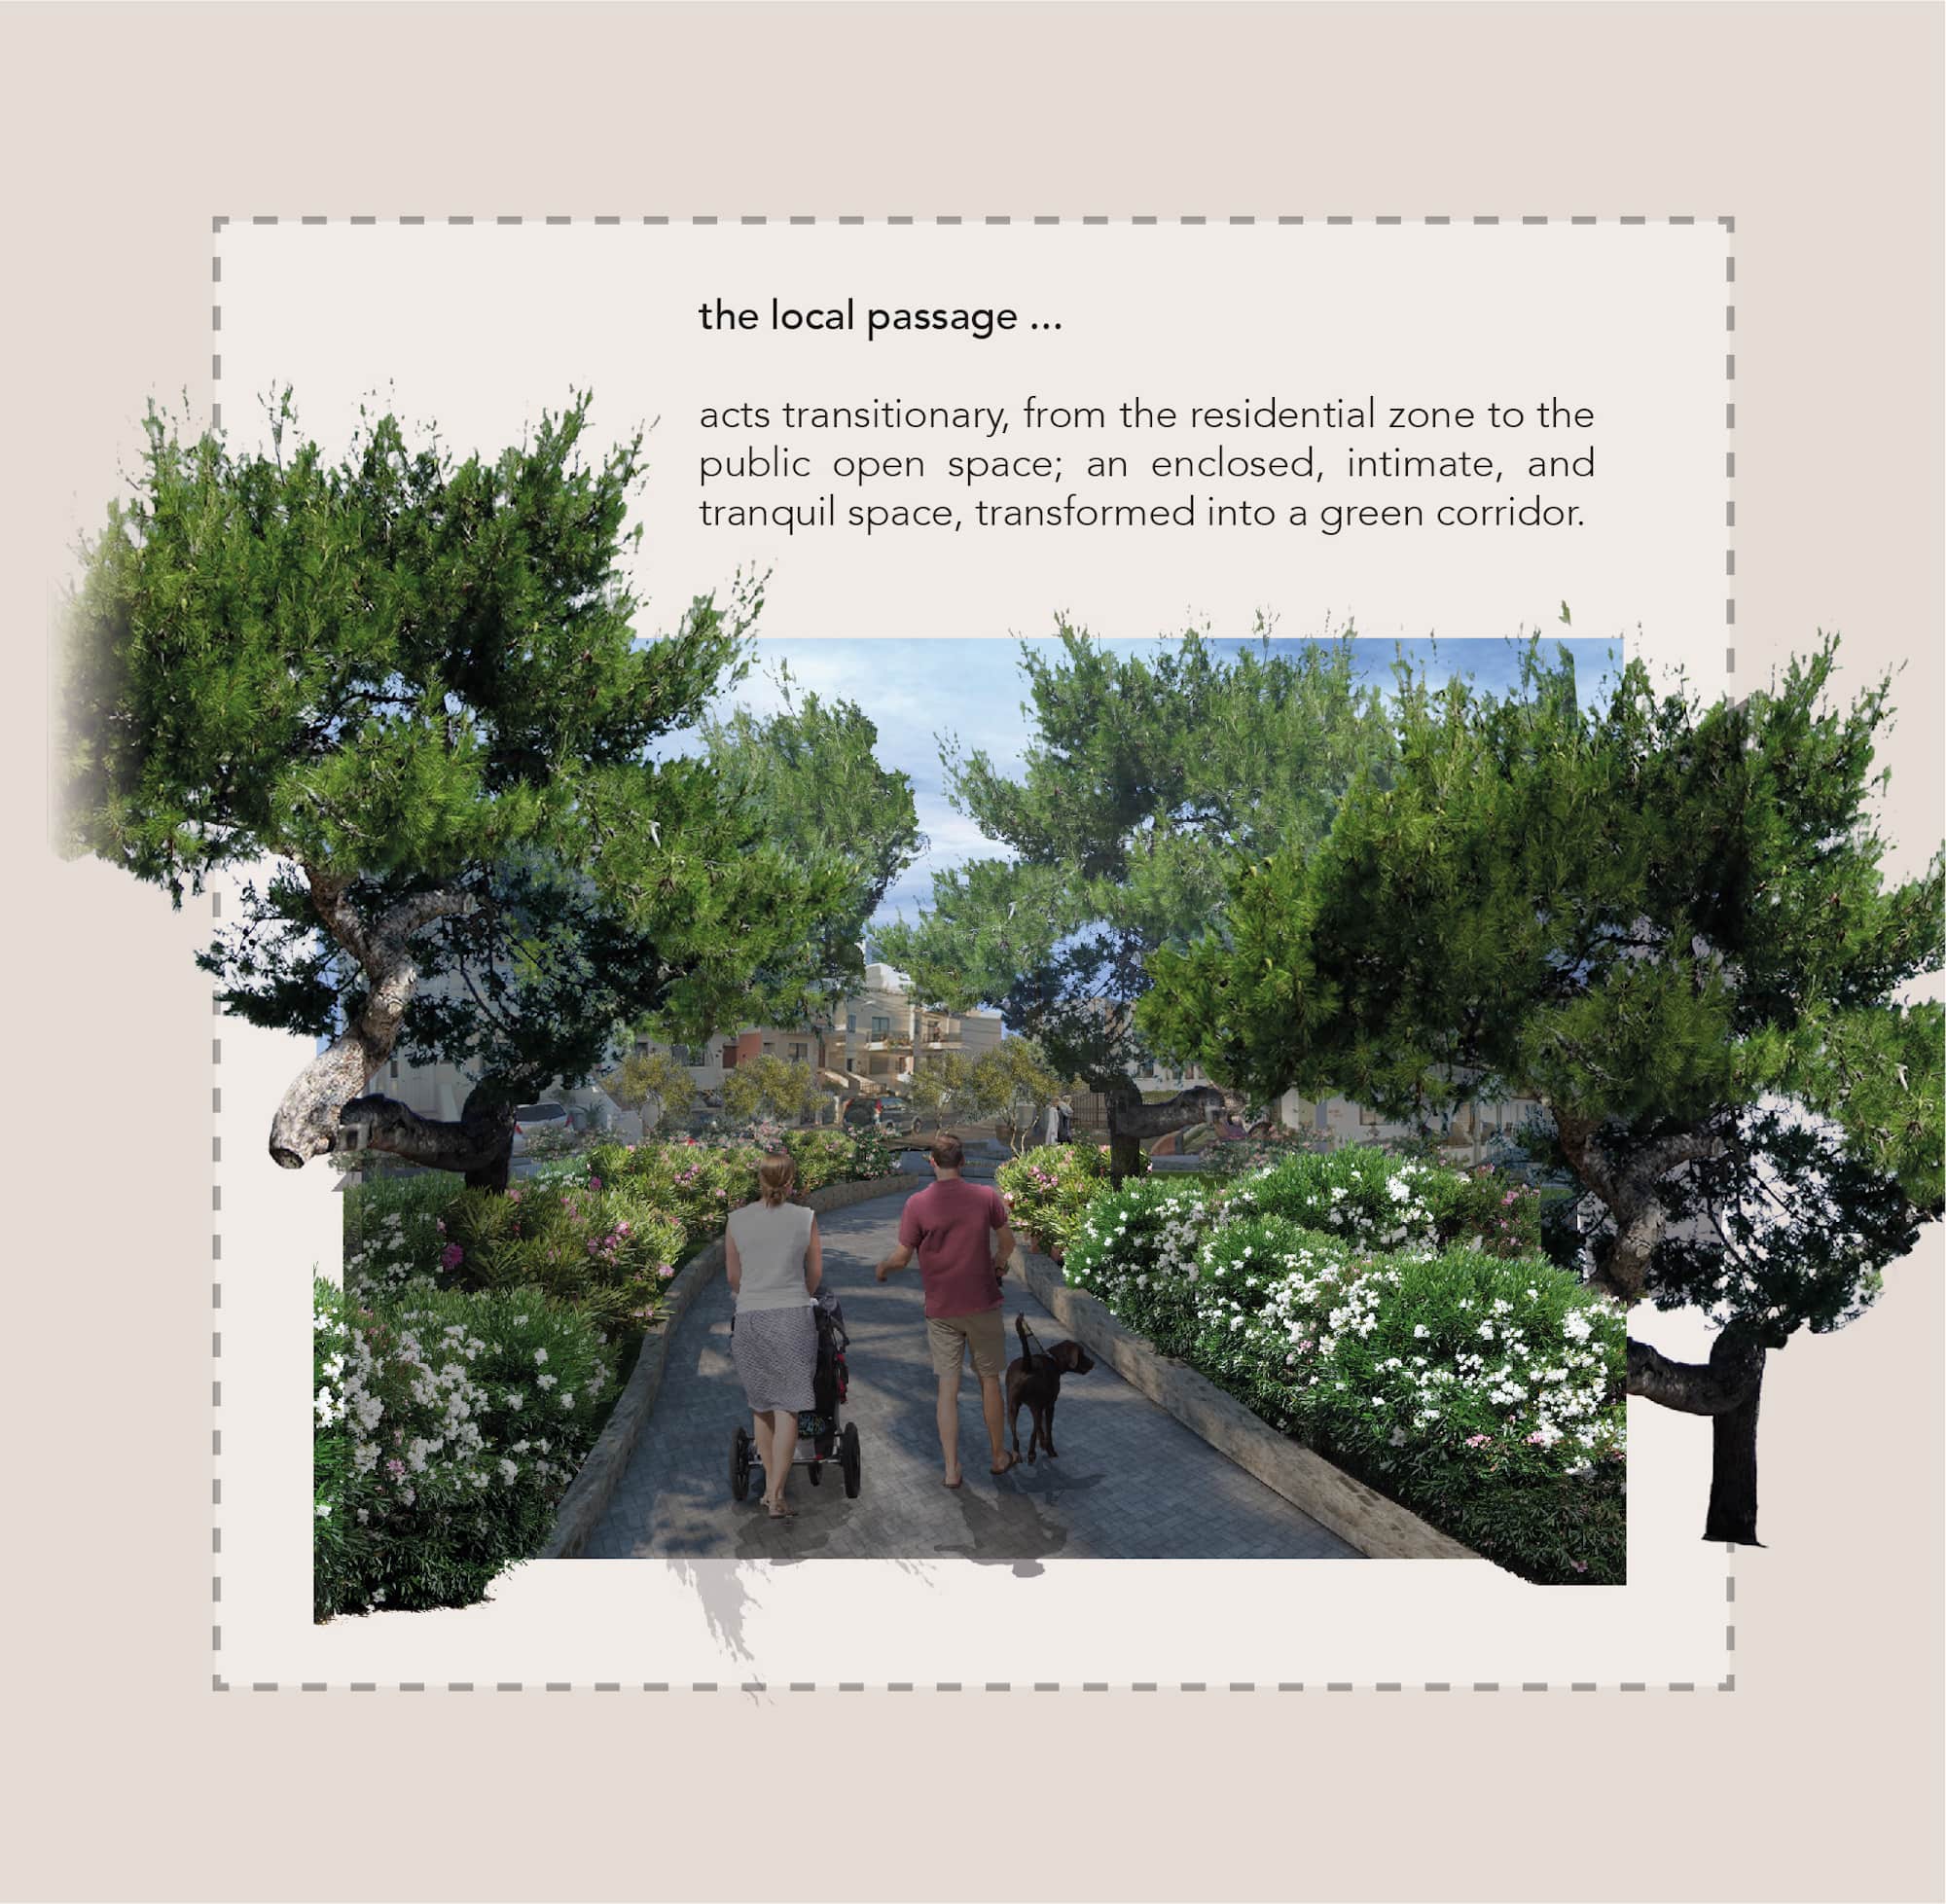 the local passage ...
acts transitionary, from the residential zone to the
public open space; an enclosed, intimate, and
tranquil space, transformed into a green corridor.